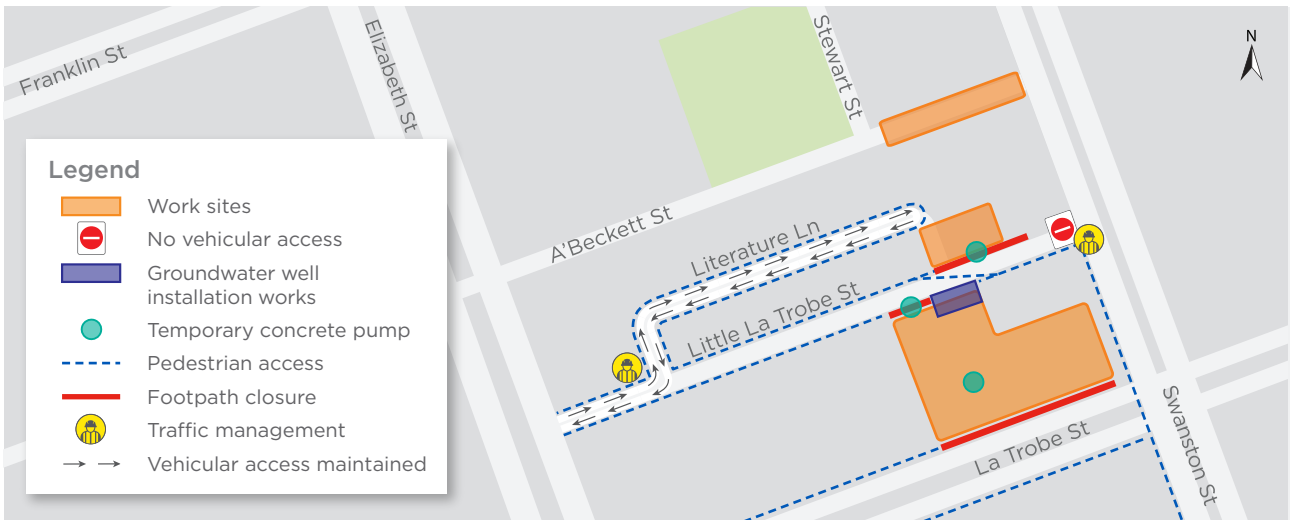 Franklin St
Elizabeth St
Stewart St
N
Legend
Work sites
No vehicular access
Groundwater well
installation works
Temporary concrete pump
Pedestrian access
Footpath closure
Traffic management
Vehicular access maintained
A'Beckett St
Literature Ln
Little La Trobe St
La Trobe St
Swanston St